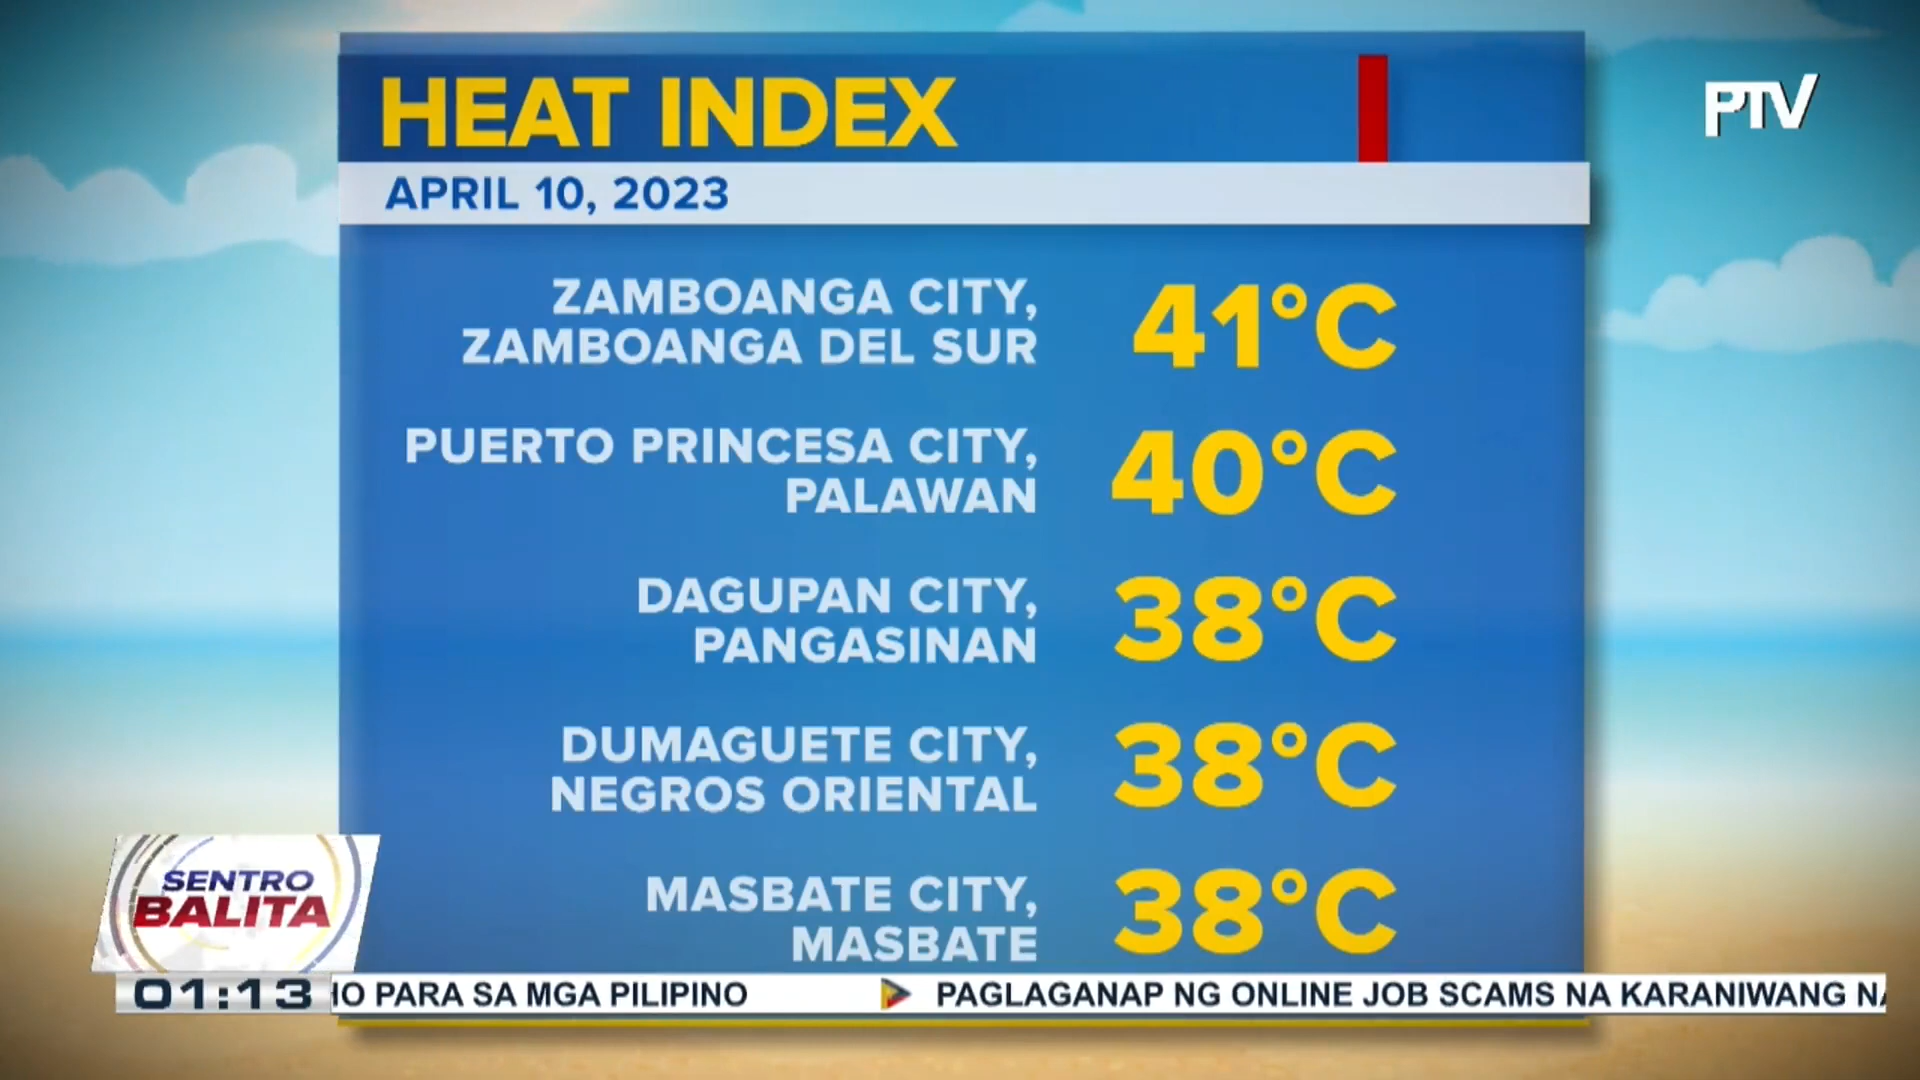 HEAT INDEX
PTV
APRIL 10, 2023
ZAMBOANGA CITY,
ZAMBOANGA DEL SUR
41°C
PUERTO PRINCESA CITY,
PALAWAN
40°C
DAGUPAN CITY,
PANGASINAN
38°C
DUMAGUETE CITY,
NEGROS ORIENTAL
38°C
MASBATE CITY,
MASBATE
38°C
SENTRO
BALITA
01:13
PARA SA MGA PILIPINO
PAGLAGANAP NG ONLINE JOB SCAMS NA KARANIWANG